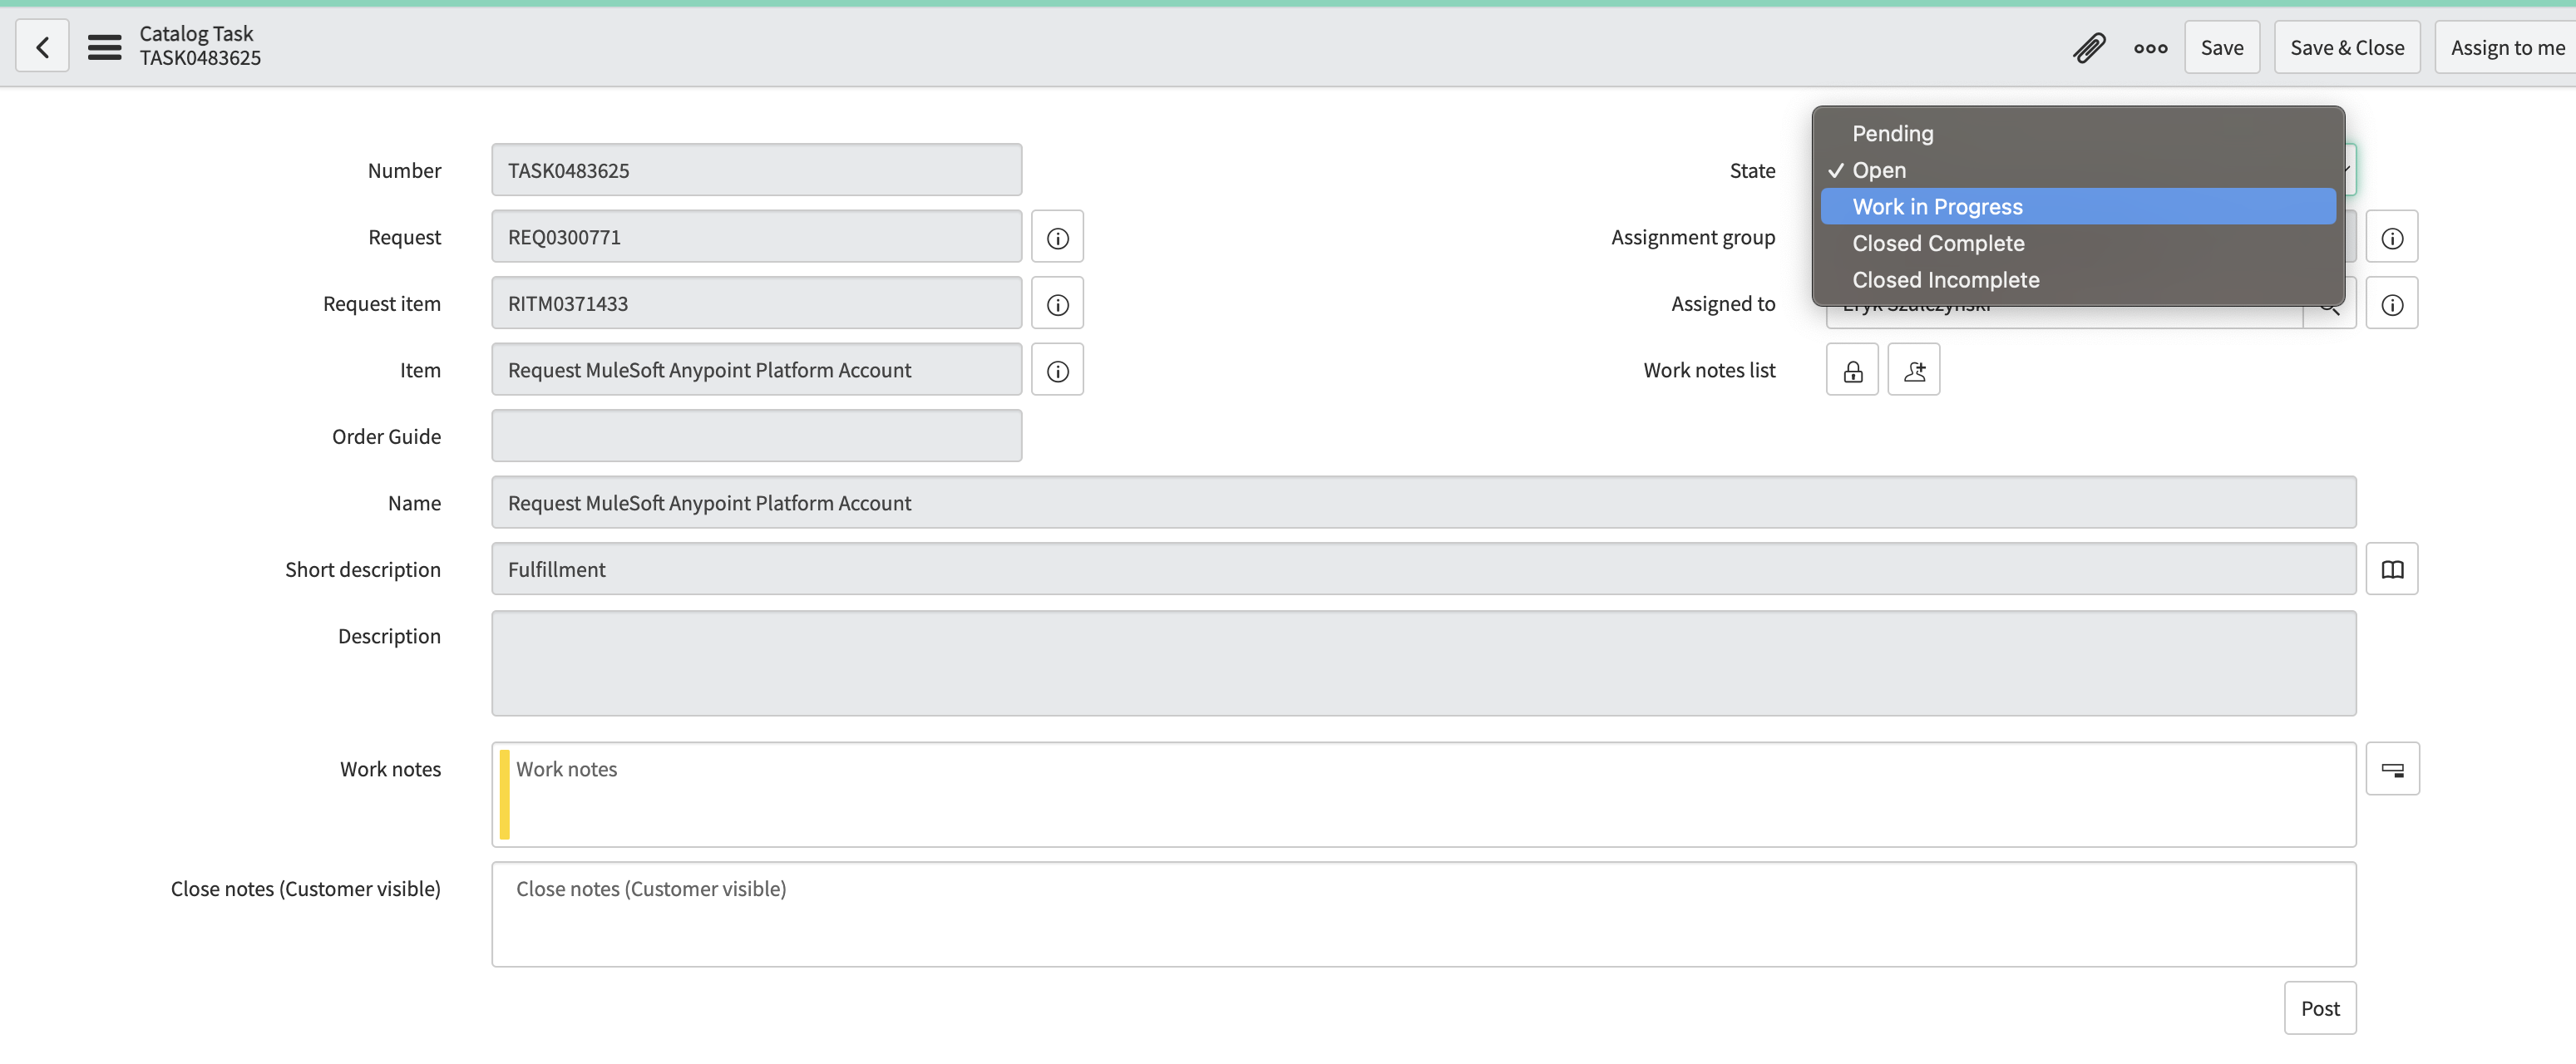 Catalog Task
TASK0483625
Save
Save & Close
Assign to me
Number
TASK0483625
State
Pending
✓ Open
Work in Progress
Closed Complete
Closed Incomplete
Request
REQ0300771
Assignment group
Request item
RITM0371433
Assigned to
Item
Request MuleSoft Anypoint Platform Account
Work notes list
Order Guide
Name
Request MuleSoft Anypoint Platform Account
Short description
Fulfillment
Description
Work notes
Work notes
Close notes (Customer visible)
Close notes (Customer visible)
Post